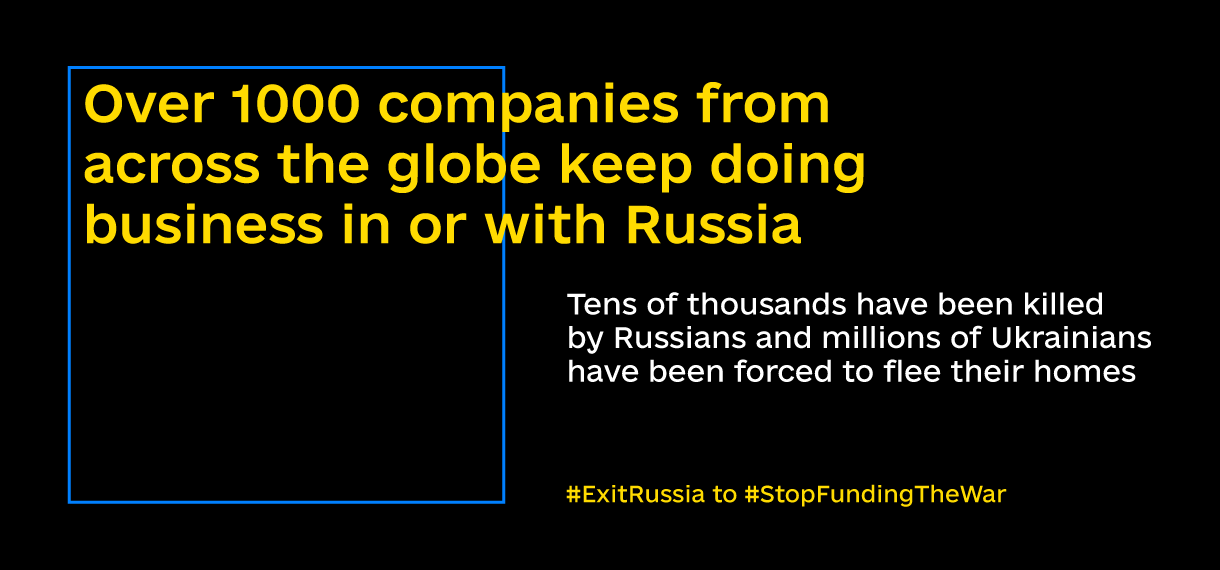 Over 1000 companies from
across the globe keep doing
business in or with Russia
Tens of thousands have been killed
by Russians and millions of Ukrainians
have been forced to flee their homes
#ExitRussia to #StopFundingTheWar